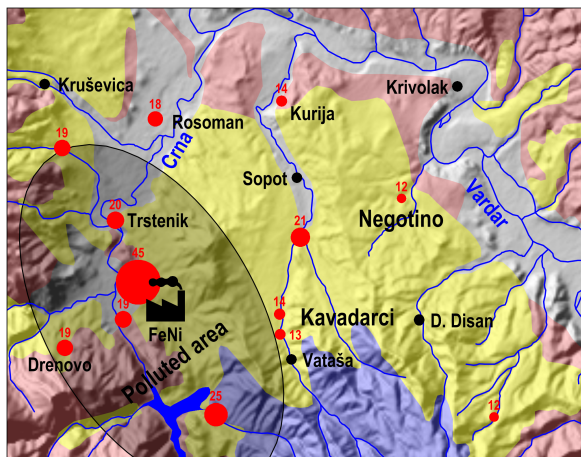 Kruševica
18
Rosoman
14
Kurija
Krivolak
19
Crna
Sopot
12
Negotino
Vardar
20
Trstenik
21
45
19
FeNi
14
Kavadarci
13
D. Disan
19
Drenovo
Polluted area
Vataša
25
12